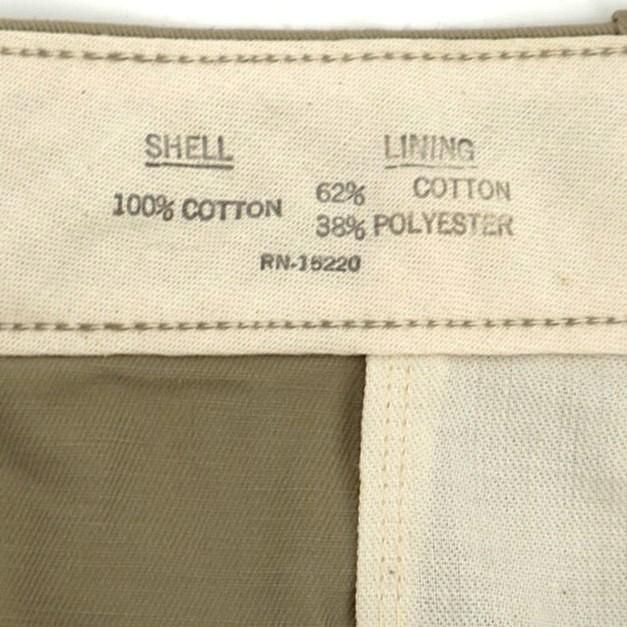 SHELL LINING
100% COTTON 62% COTTON
38% POLYESTER
RN-15220